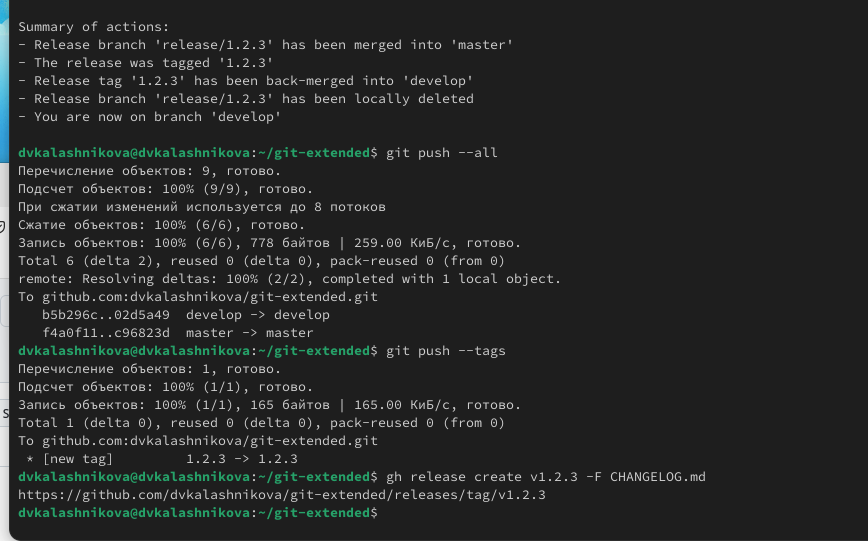 Summary of actions:
- Release branch 'release/1.2.3' has been merged into 'master'
- The release was tagged '1.2.3'
- Release tag '1.2.3' has been back-merged into 'develop'
- Release branch 'release/1.2.3' has been locally deleted
- You are now on branch 'develop'
dvkalashnikova@dvkalashnikova:~/git-extended$ git push --all
Перечисление объектов: 9, готово.
Подсчет объектов: 100% (9/9), готово.
При сжатии изменений используется до 8 потоков
Сжатие объектов: 100% (6/6), готово.
Запись объектов: 100% (6/6), 778 байтов | 259.00 КиБ/с, готово.
Total 6 (delta 2), reused 0 (delta 0), pack-reused 0 (from 0)
remote: Resolving deltas: 100% (2/2), completed with 1 local object.
To github.com:dvkalashnikova/git-extended.git
   b5b296c..02d5a49  develop -> develop
   f4a0f11..c96823d  master -> master
dvkalashnikova@dvkalashnikova:~/git-extended$ git push --tags
Перечисление объектов: 1, готово.
Подсчет объектов: 100% (1/1), готово.
Запись объектов: 100% (1/1), 165 байтов | 165.00 КиБ/с, готово.
Total 1 (delta 0), reused 0 (delta 0), pack-reused 0 (from 0)
To github.com:dvkalashnikova/git-extended.git
 * [new tag]         1.2.3 -> 1.2.3
dvkalashnikova@dvkalashnikova:~/git-extended$ gh release create v1.2.3 -F CHANGELOG.md
https://github.com/dvkalashnikova/git-extended/releases/tag/v1.2.3
dvkalashnikova@dvkalashnikova:~/git-extended$